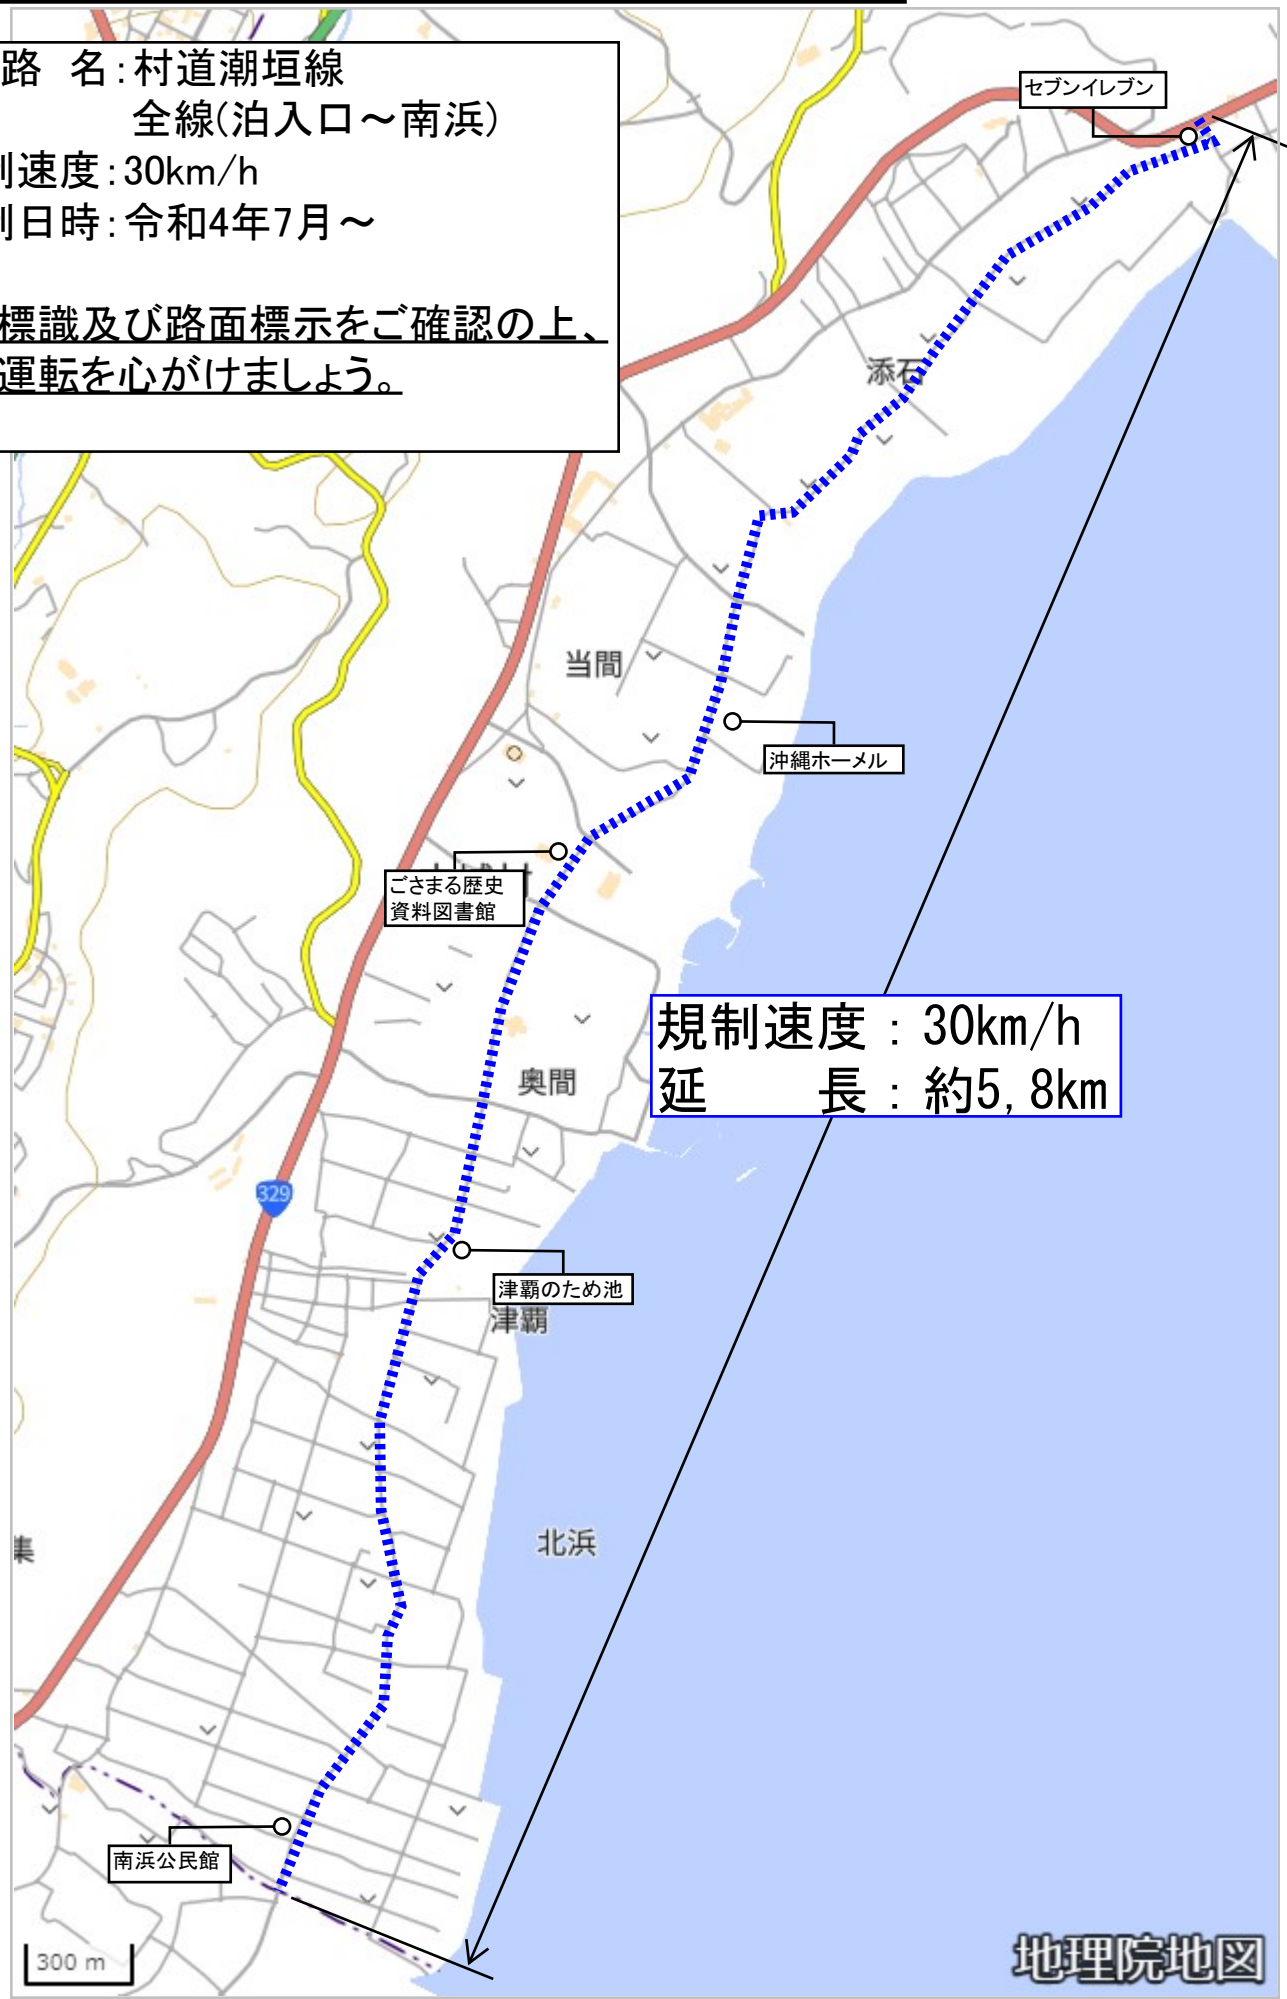 路 名:村道潮垣線
全線(泊入口～南浜)
制速度:30km/h
制日時:令和4年7月～
標識及び路面標示をご確認の上、
運転を心がけましょう。
セブンイレブン
添石
当間
沖縄ホーメル
ごさまる歴史
資料図書館
規制速度：30km/h
延　　長：約5,8km
奥間
329
津覇のため池
津覇
北浜
集
南浜公民館
300 m
地理院地図